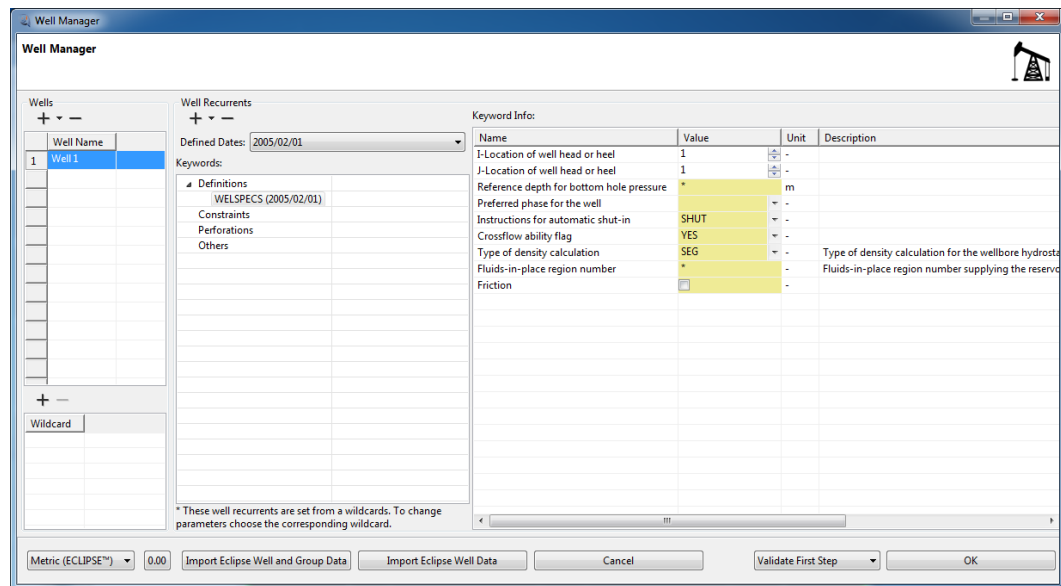 Well Manager
Well Manager
Wells
Well Name
1 Well 1
Wildcard
Well Recurrents
Defined Dates: 2005/02/01
Keywords:
Definitions
WELSPECS (2005/02/01)
Constraints
Perforations
Others
* These well recurrents are set from a wildcards. To change
parameters choose the corresponding wildcard.
Keyword Info:
Name Value Unit Description
I-Location of well head or heel 1 -
J-Location of well head or heel 1 -
Reference depth for bottom hole pressure * m
Preferred phase for the well -
Instructions for automatic shut-in SHUT -
Crossflow ability flag YES -
Type of density calculation SEG - Type of density calculation for the wellbore hydrosta
Fluids-in-place region number * - Fluids-in-place region number supplying the reservo
Friction -
Metric (ECLIPSE™) 0.00 Import Eclipse Well and Group Data Import Eclipse Well Data Cancel Validate First Step OK